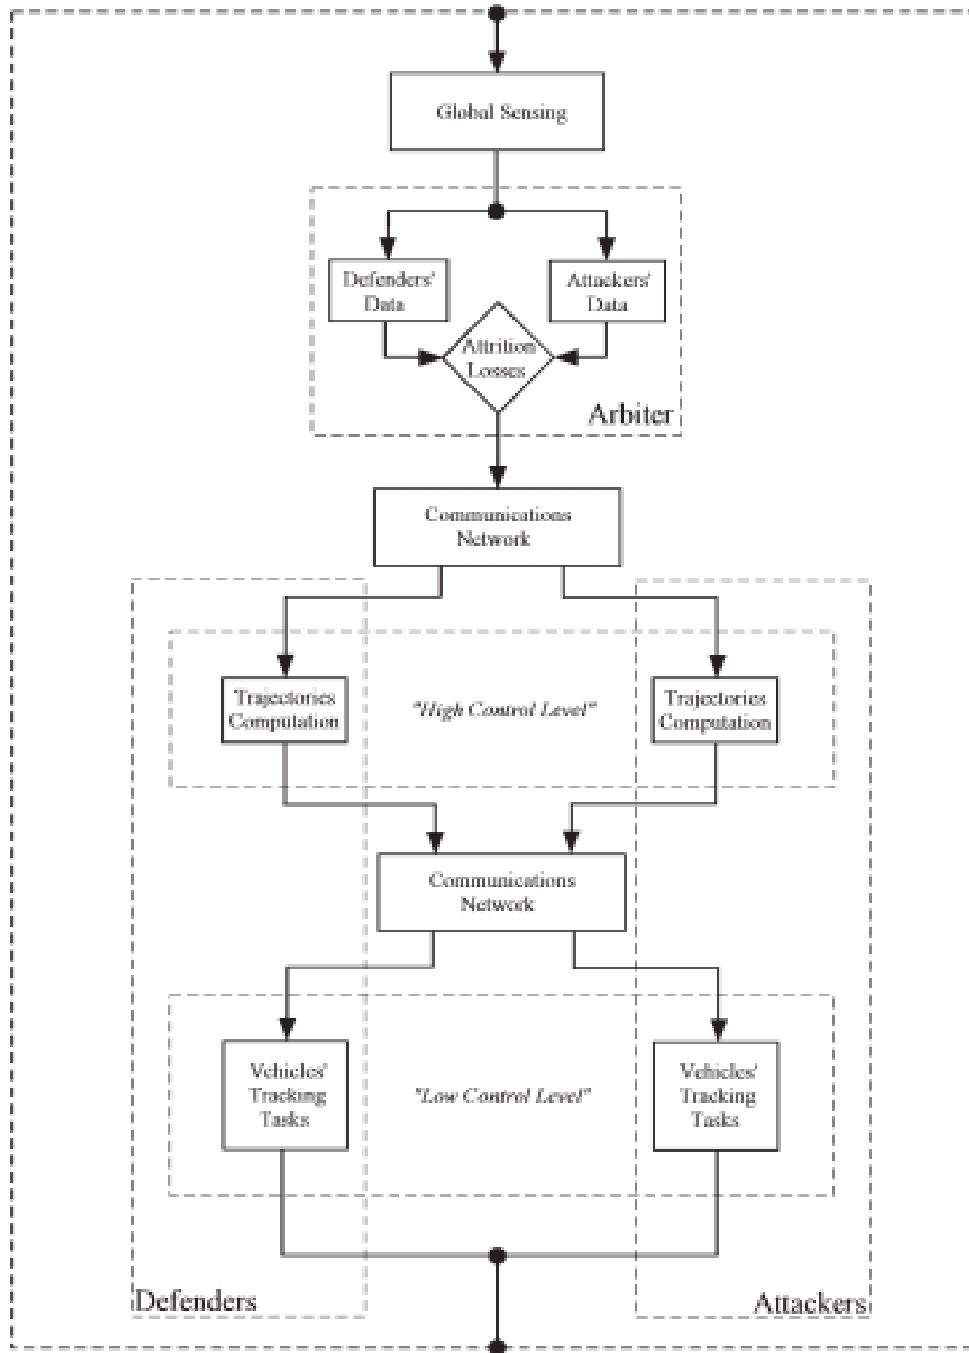 Global Sensing
Defenders'
Data
Attackers'
Data
Attrition
Losses
Arbiter
Communications
Network
Trajectories
Computation
"High Control Level"
Trajectories
Computation
Communications
Network
Vehicles'
Tracking
Tasks
"Low Control Level"
Vehicles'
Tracking
Tasks
Defenders
Attackers